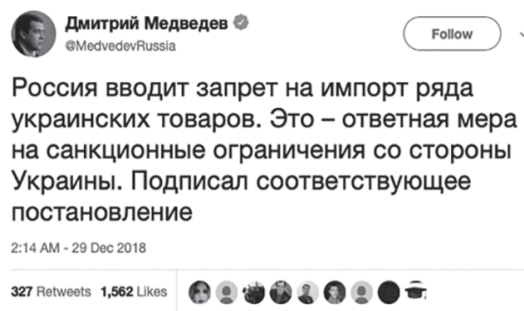 Дмитрий Медведев
@MedvedevRussia
Follow
Россия вводит запрет на импорт ряда
украинских товаров. Это – ответная мера
на санкционные ограничения со стороны
Украины. Подписал соответствующее
постановление
2:14 AM - 29 Dec 2018
327 Retweets 1,562 Likes